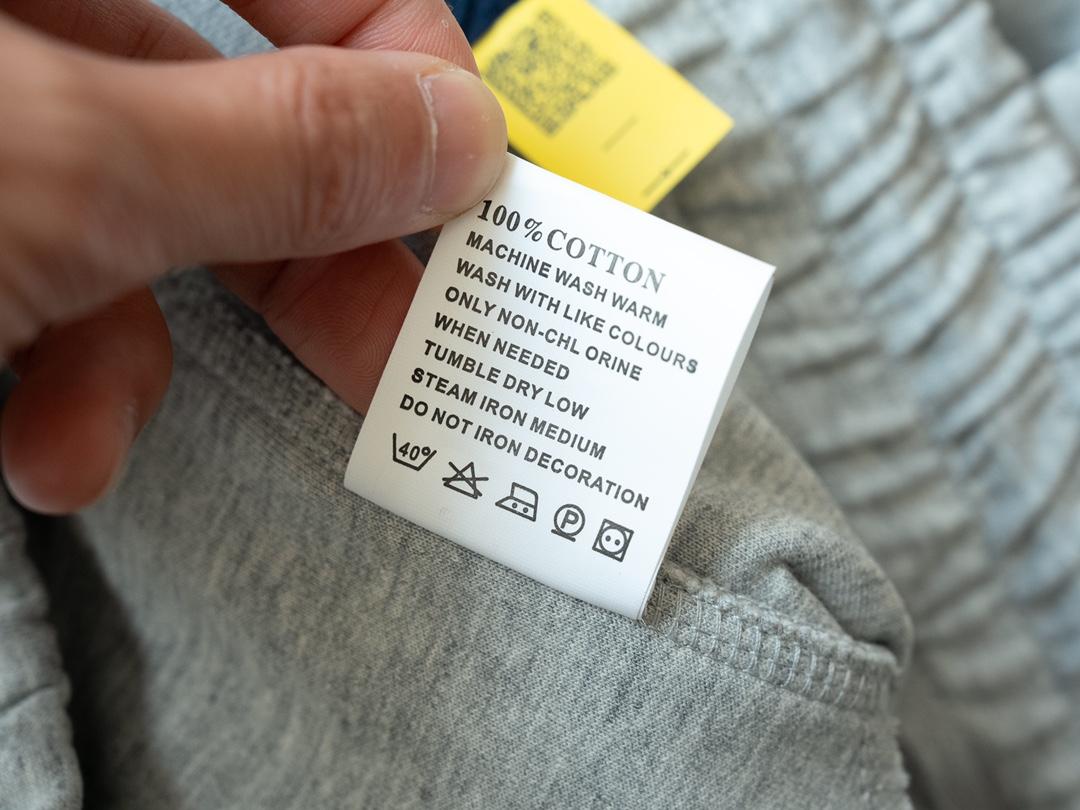 100% COTTON
MACHINE WASH WARM
WASH WITH LIKE COLOURS
ONLY NON-CHL ORINE
WHEN NEEDED
TUMBLE DRY LOW
STEAM IRON MEDIUM
DO NOT IRON DECORATION
40° P